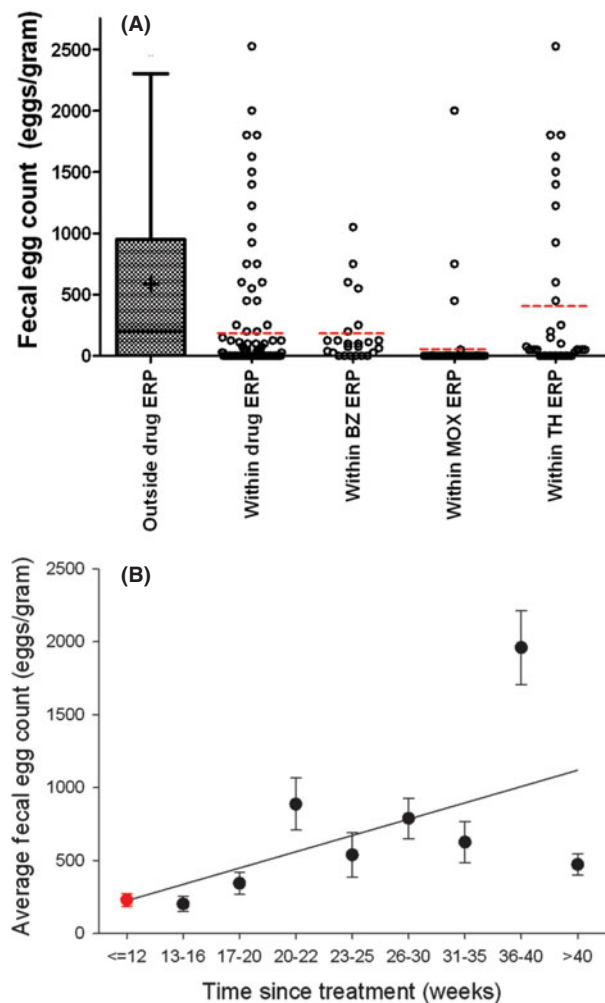 (A)
Fecal egg count (eggs/gram)
2500
2000
1500
1000
500
0
Outside drug ERP
Within drug ERP
Within BZ ERP
Within MOX ERP
Within TH ERP
(B)
Average fecal egg count (eggs/gram)
2500
2000
1500
1000
500
0
<=12 13-16 17-20 20-22 23-25 26-30 31-35 36-40 >40
Time since treatment (weeks)